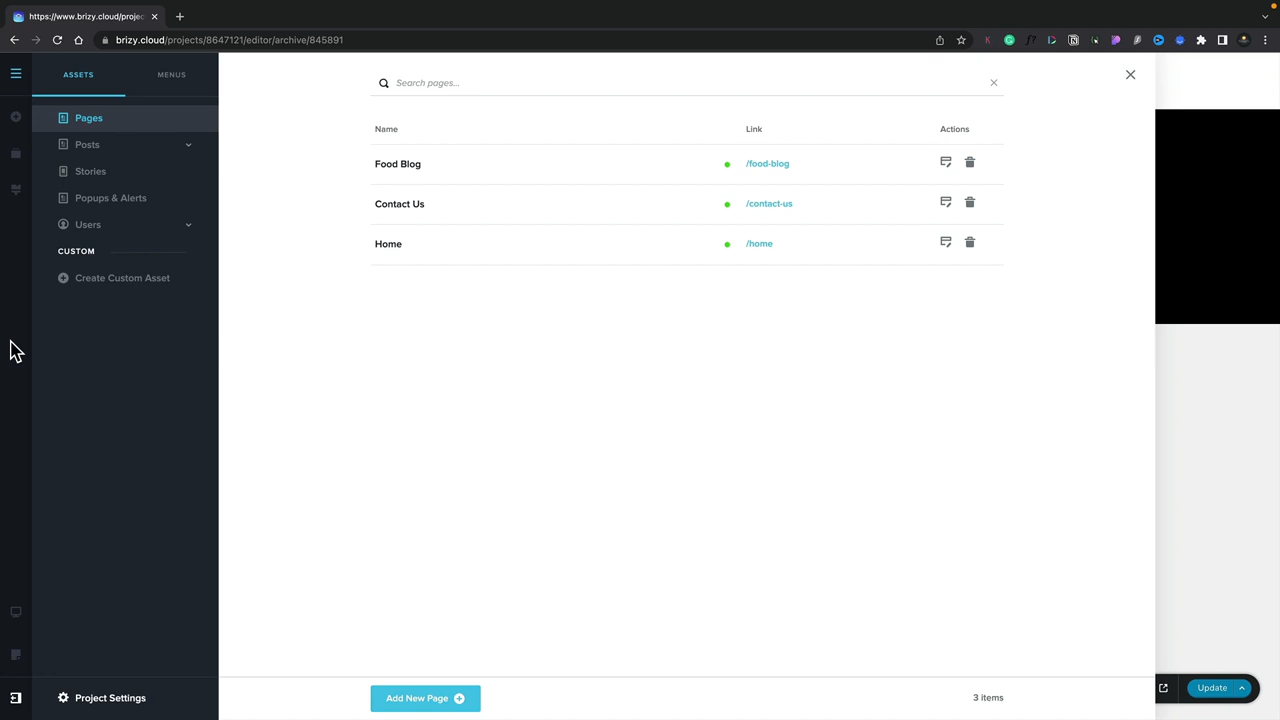 https://www.brizy.cloud/projec
brizy.cloud/projects/8647121/editor/archive/845891
ASSETS
MENUS
Search pages...
Pages
Posts
Stories
Popups & Alerts
Users
CUSTOM
Create Custom Asset
Name
Link
Actions
Food Blog
/food-blog
Contact Us
/contact-us
Home
/home
Project Settings
Add New Page
3 items
Update